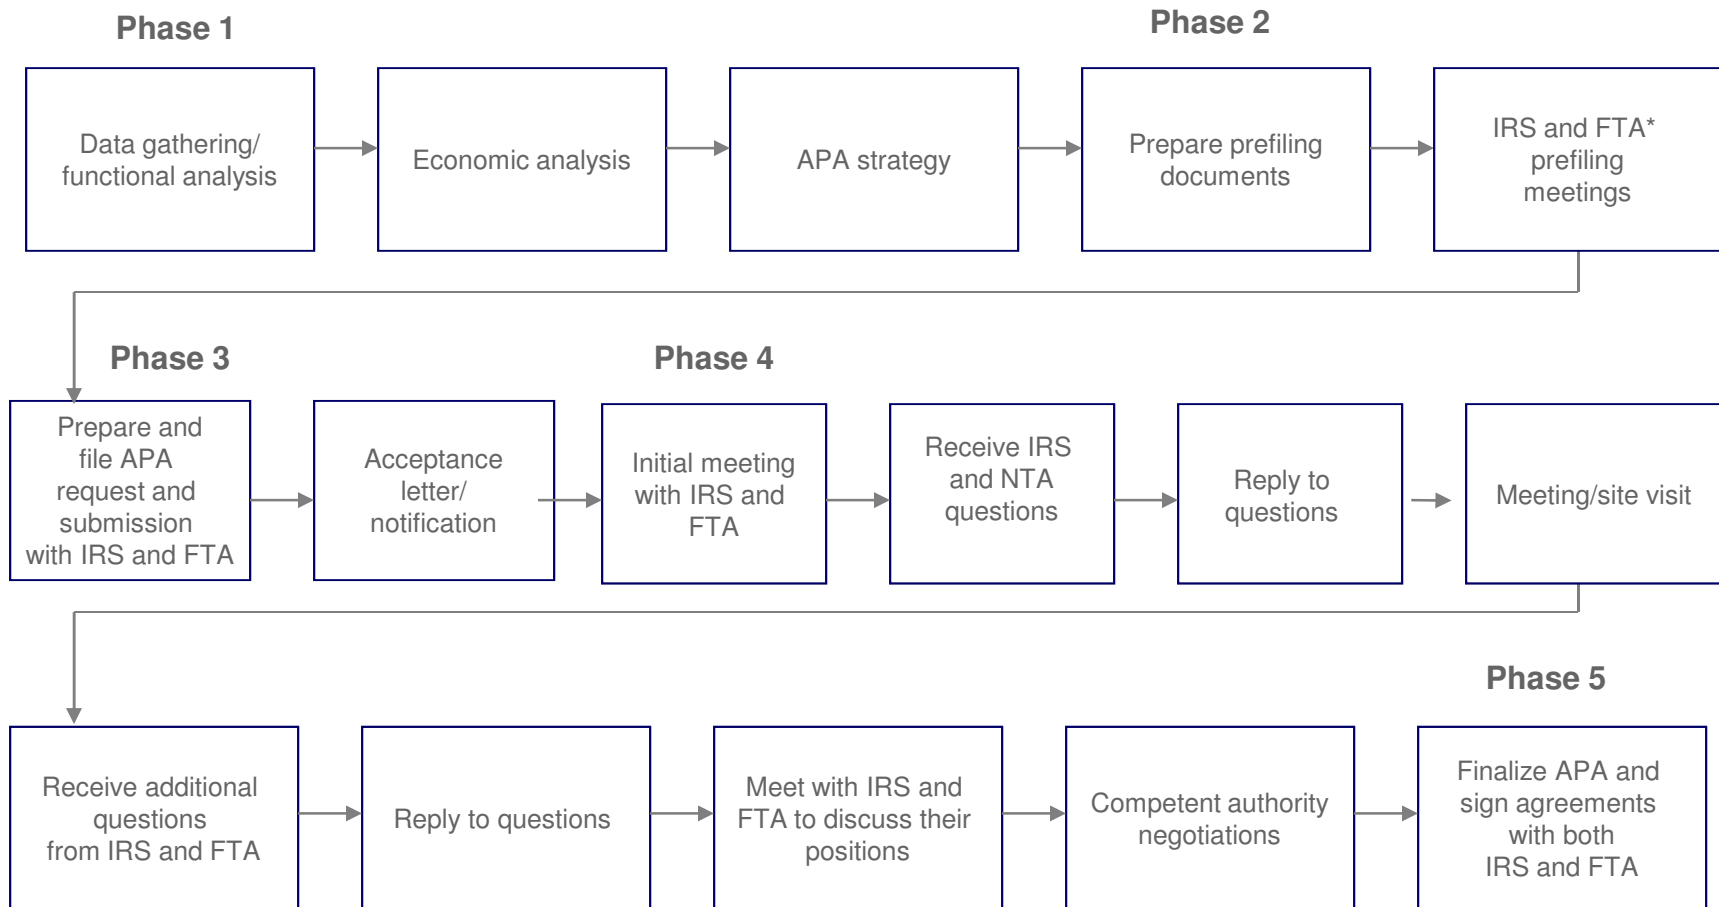 Phase 1
Phase 2
Data gathering/
functional analysis
Economic analysis
APA strategy
Prepare prefiling
documents
IRS and FTA*
prefiling
meetings
Phase 3
Phase 4
Prepare and
file APA
request and
submission
with IRS and FTA
Acceptance
letter/
notification
Initial meeting
with IRS and
FTA
Receive IRS
and NTA
questions
Reply to
questions
Meeting/site visit
Phase 5
Receive additional
questions
from IRS and FTA
Reply to questions
Meet with IRS and
FTA to discuss their
positions
Competent authority
negotiations
Finalize APA and
sign agreements
with both
IRS and FTA